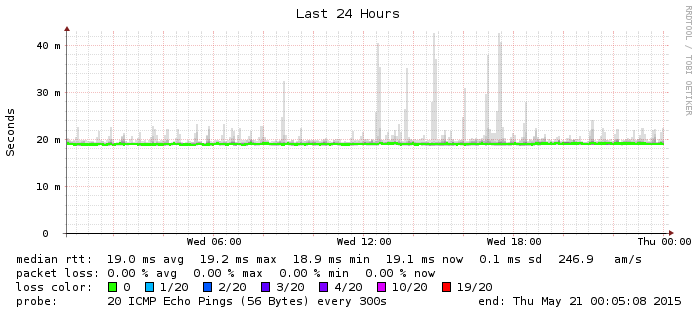 Last 24 Hours
RRDTOOL / TOBI OETIKER
Seconds
40 m
30 m
20 m
10 m
0
Wed 06:00 Wed 12:00 Wed 18:00 Thu 00:00
median rtt: 19.0 ms avg 19.2 ms max 18.9 ms min 19.1 ms now 0.1 ms sd 246.9 am/s
packet loss: 0.00 % avg 0.00 % max 0.00 % min 0.00 % now
loss color: 0 1/20 2/20 3/20 4/20 10/20 19/20
probe: 20 ICMP Echo Pings (56 Bytes) every 300s end: Thu May 21 00:05:08 2015